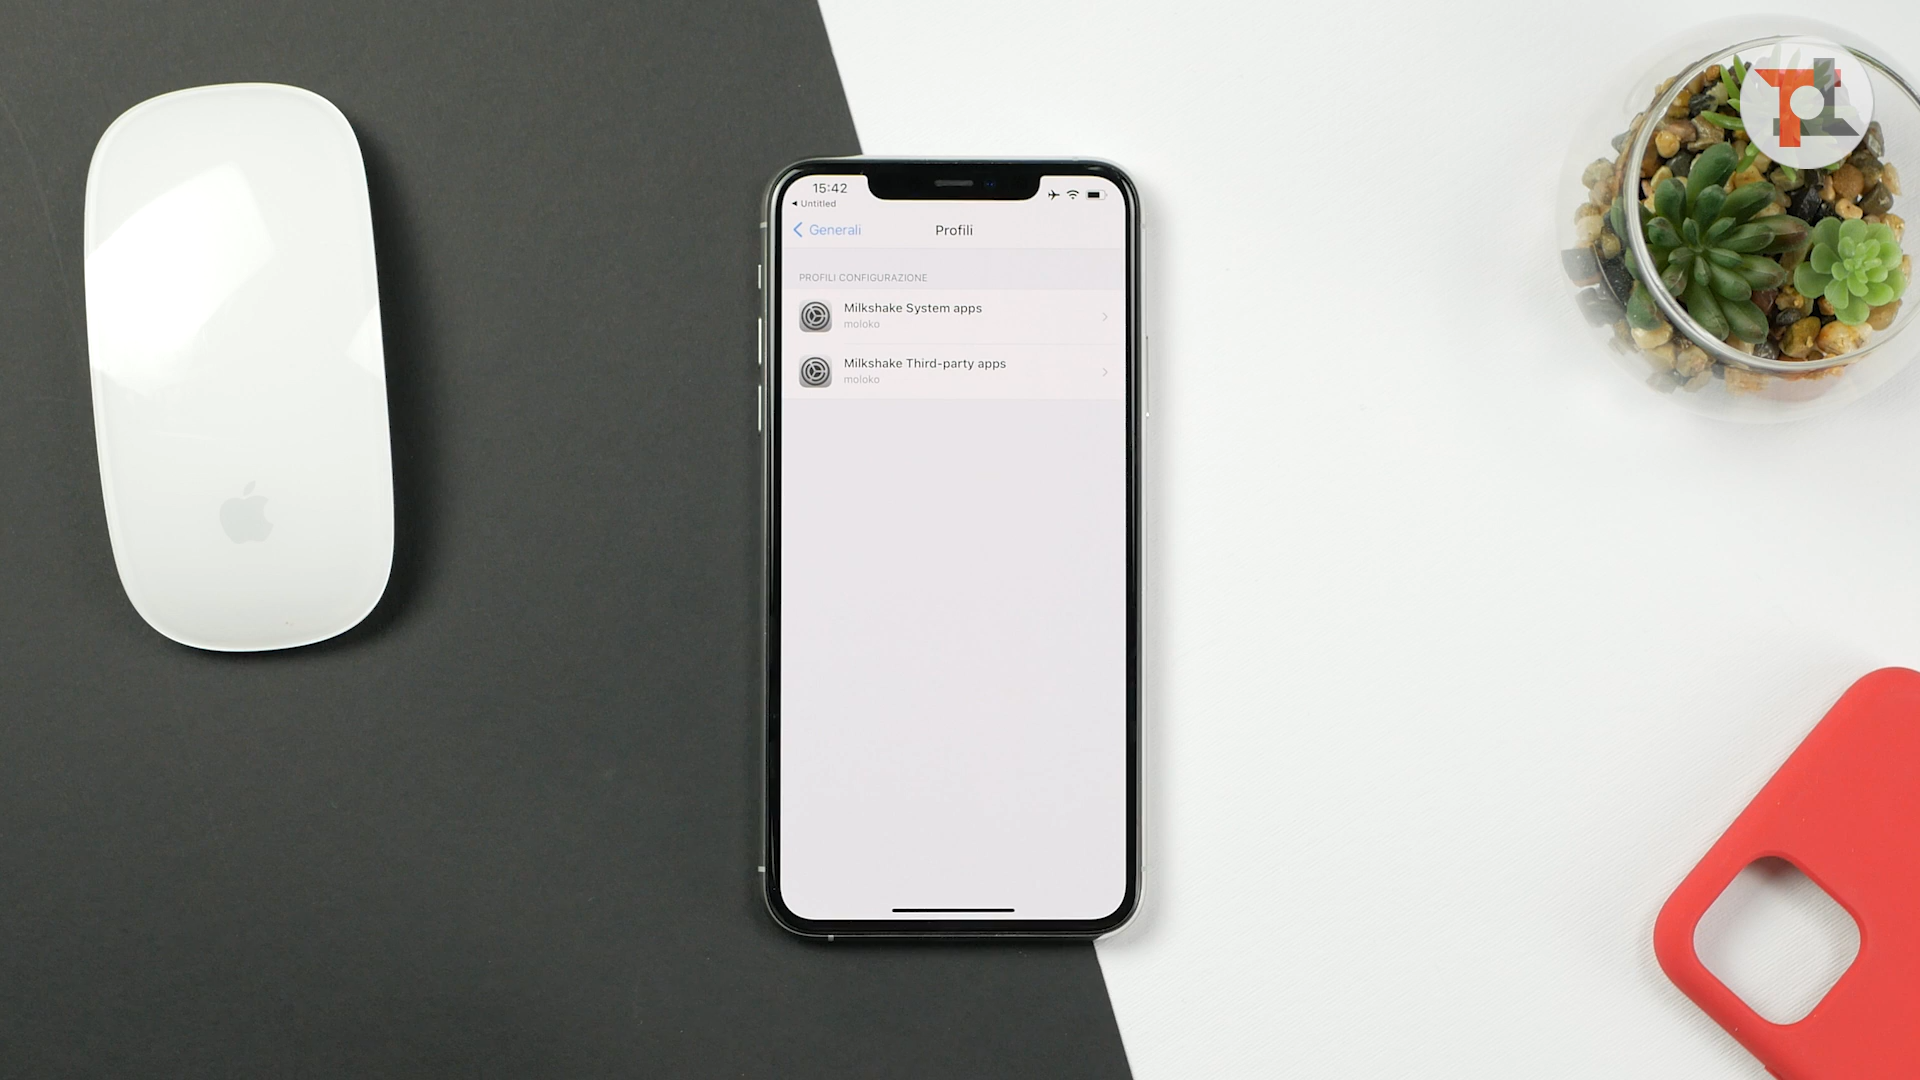 15:42
◂ Untitled
Generali
Profili
PROFILI CONFIGURAZIONE
Milkshake System apps
moloko
Milkshake Third-party apps
moloko